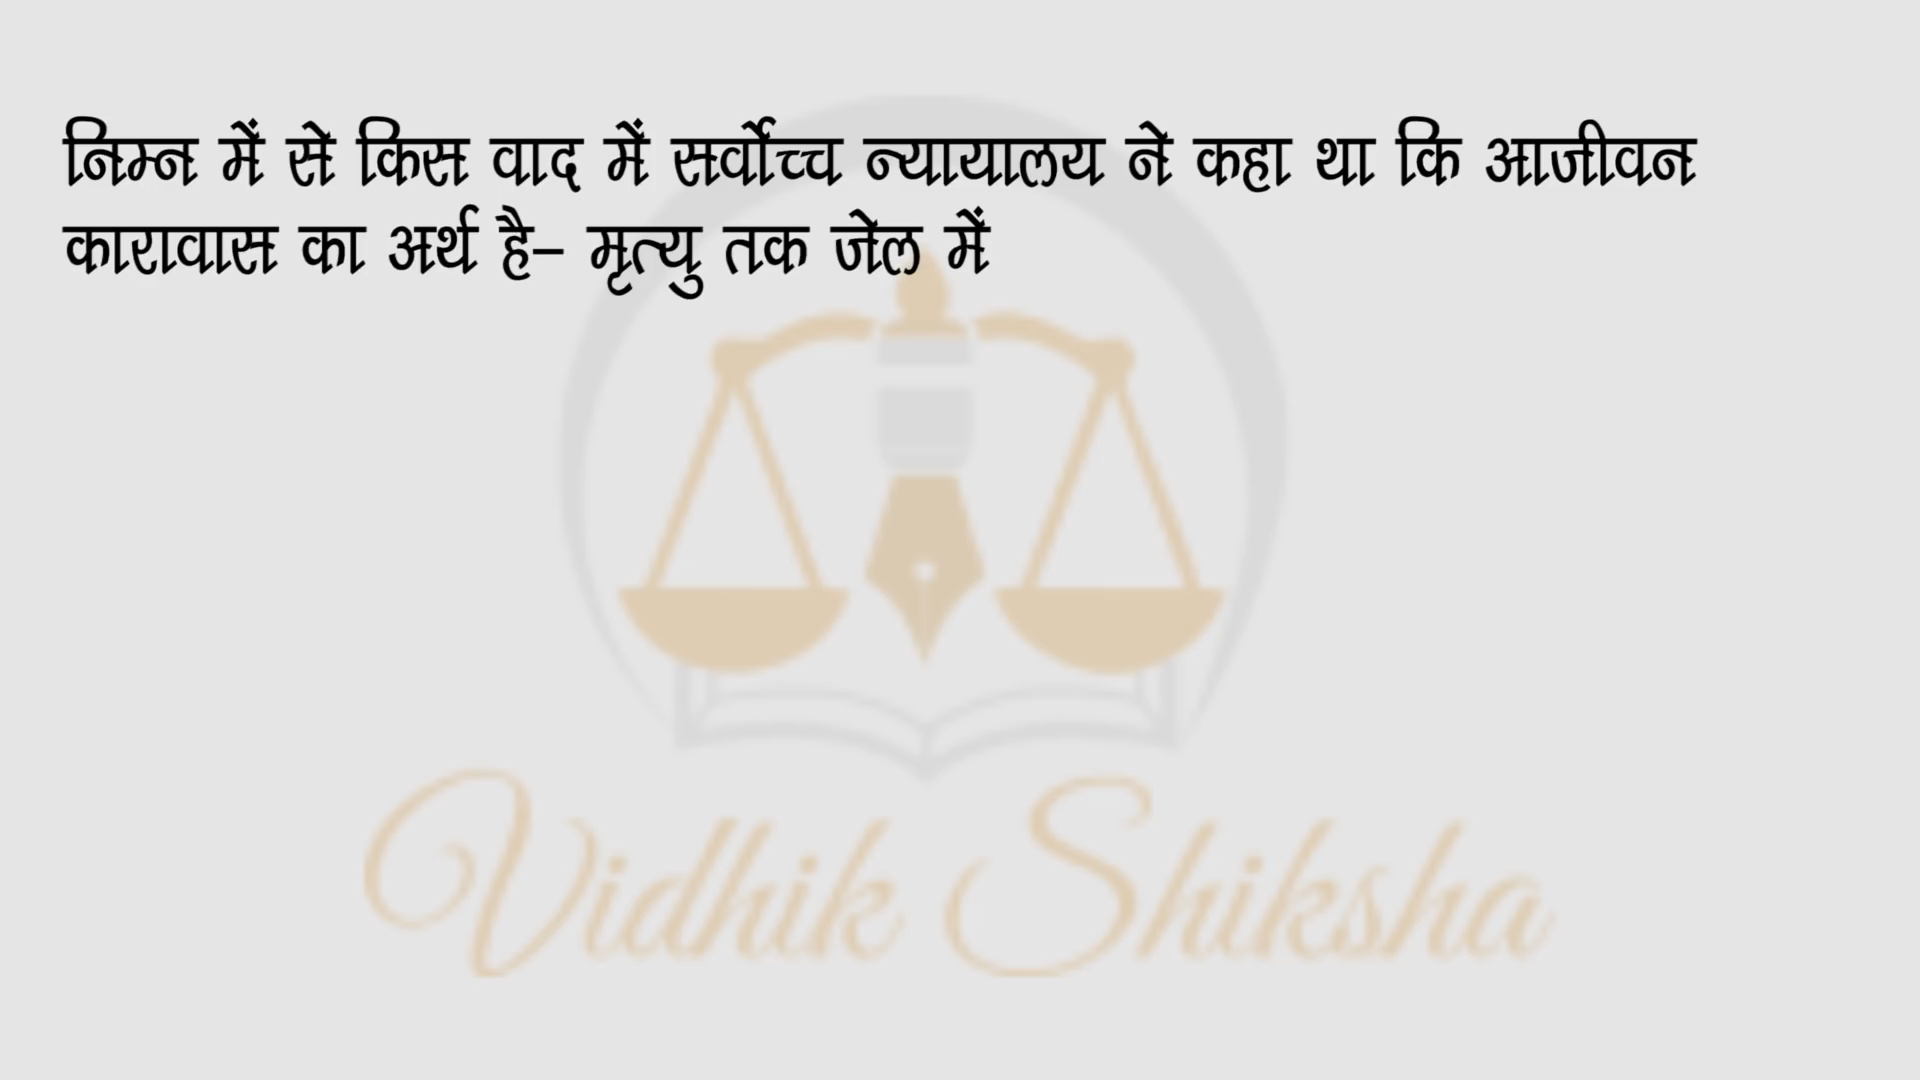 निम्न में से किस वाद में सर्वोच्च न्यायालय ने कहा था कि आजीवन
कारावास का अर्थ है– मृत्यु तक जेल में
Vidhik Shiksha